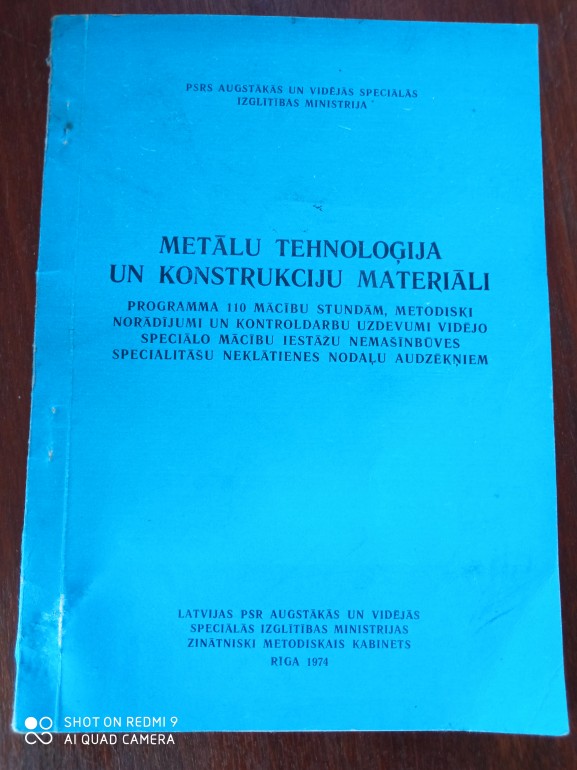 PSRS AUGSTĀKĀS UN VIDĒJĀS SPECIĀLĀS
IZGLĪTĪBAS MINISTRIJA
METĀLU TEHNOLOĢIJA
UN KONSTRUKCIJU MATERIĀLI
PROGRAMMA 110 MĀCĪBU STUNDĀM, METODISKI
NORĀDĪJUMI UN KONTROLDARBU UZDEVUMI VIDĒJO
SPECIĀLO MĀCĪBU IESTĀŽU NEMAŠĪNBŪVES
SPECIALITĀŠU NEKLĀTIENES NODAĻU AUDZĒKŅIEM
LATVIJAS PSR AUGSTĀKĀS UN VIDĒJĀS
SPECIĀLĀS IZGLĪTĪBAS MINISTRIJAS
ZINĀTNISKI METODISKAIS KABINETS
RĪGA 1974
SHOT ON REDMI 9
AI QUAD CAMERA